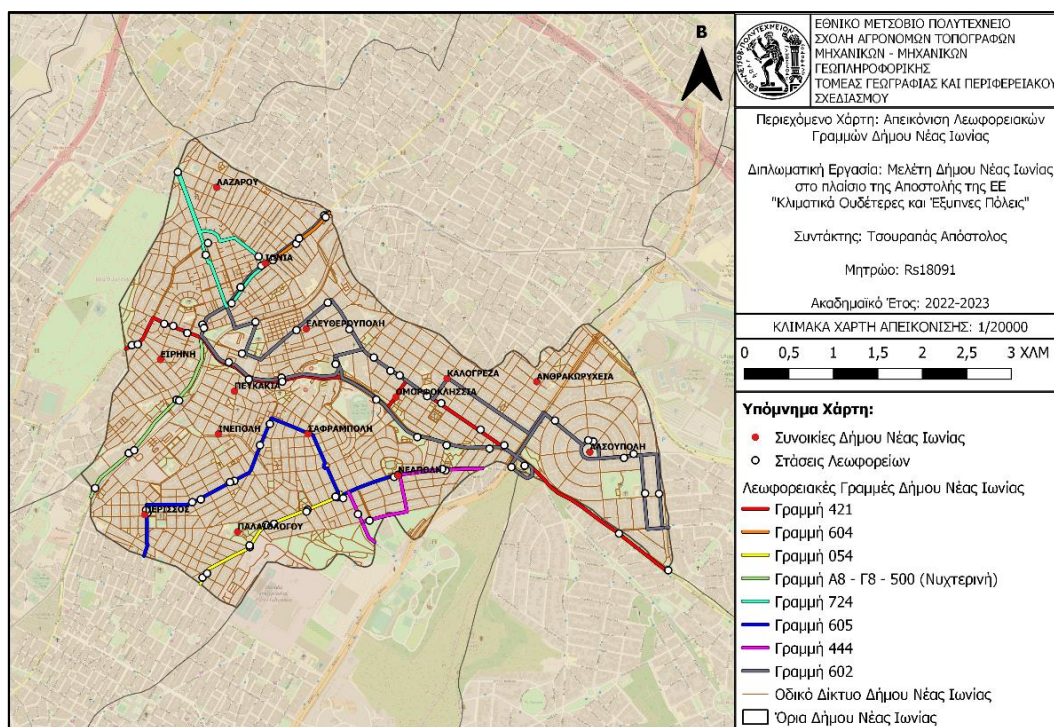 ΕΘΝΙΚΟ ΜΕΤΣΟΒΙΟ ΠΟΛΥΤΕΧΝΕΙΟ
ΣΧΟΛΗ ΑΓΡΟΝΟΜΩΝ ΤΟΠΟΓΡΑΦΩΝ
ΜΗΧΑΝΙΚΩΝ - ΜΗΧΑΝΙΚΩΝ
ΓΕΩΠΛΗΡΟΦΟΡΙΚΗΣ
ΤΟΜΕΑΣ ΓΕΩΓΡΑΦΙΑΣ ΚΑΙ ΠΕΡΙΦΕΡΕΙΑΚΟΥ
ΣΧΕΔΙΑΣΜΟΥ
Περιεχόμενο Χάρτη: Απεικόνιση Λεωφορειακών
Γραμμών Δήμου Νέας Ιωνίας
Διπλωματική Εργασία: Μελέτη Δήμου Νέας Ιωνίας
στο πλαίσιο της Αποστολής της ΕΕ
"Κλιματικά Ουδέτερες και Έξυπνες Πόλεις"
Συντάκτης: Τσουραπάς Απόστολος
Μητρώο: Rs18091
Ακαδημαϊκό Έτος: 2022-2023
ΚΛΙΜΑΚΑ ΧΑΡΤΗ ΑΠΕΙΚΟΝΙΣΗΣ: 1/20000
0 0,5 1 1,5 2 2,5 3 ΧΛΜ
Υπόμνημα Χάρτη:
Συνοικίες Δήμου Νέας Ιωνίας
Στάσεις Λεωφορείων
Λεωφορειακές Γραμμές Δήμου Νέας Ιωνίας
Γραμμή 421
Γραμμή 604
Γραμμή 054
Γραμμή Α8 - Γ8 - 500 (Νυχτερινή)
Γραμμή 724
Γραμμή 605
Γραμμή 444
Γραμμή 602
Οδικό Δίκτυο Δήμου Νέας Ιωνίας
Όρια Δήμου Νέας Ιωνίας
Β
ΛΑΖΑΡΟΥ
ΙΩΝΙΑ
ΕΛΕΥΘΕΡΟΥΠΟΛΗ
ΕΙΡΗΝΗ
ΠΕΥΚΑΚΙΑ
ΚΑΛΟΓΡΕΖΑ
ΑΝΘΡΑΚΩΡΥΧΕΙΑ
ΟΜΟΡΦΟΚΛΗΣΣΙΑ
ΙΝΕΠΟΛΗ
ΣΑΦΡΑΜΠΟΛΗ
ΛΑΣΟΥΠΟΛΗ
ΝΕΑΠΟΛΗ
ΠΕΡΙΣΣΟΣ
ΠΑΛΑΙΟΛΟΓΟΥ